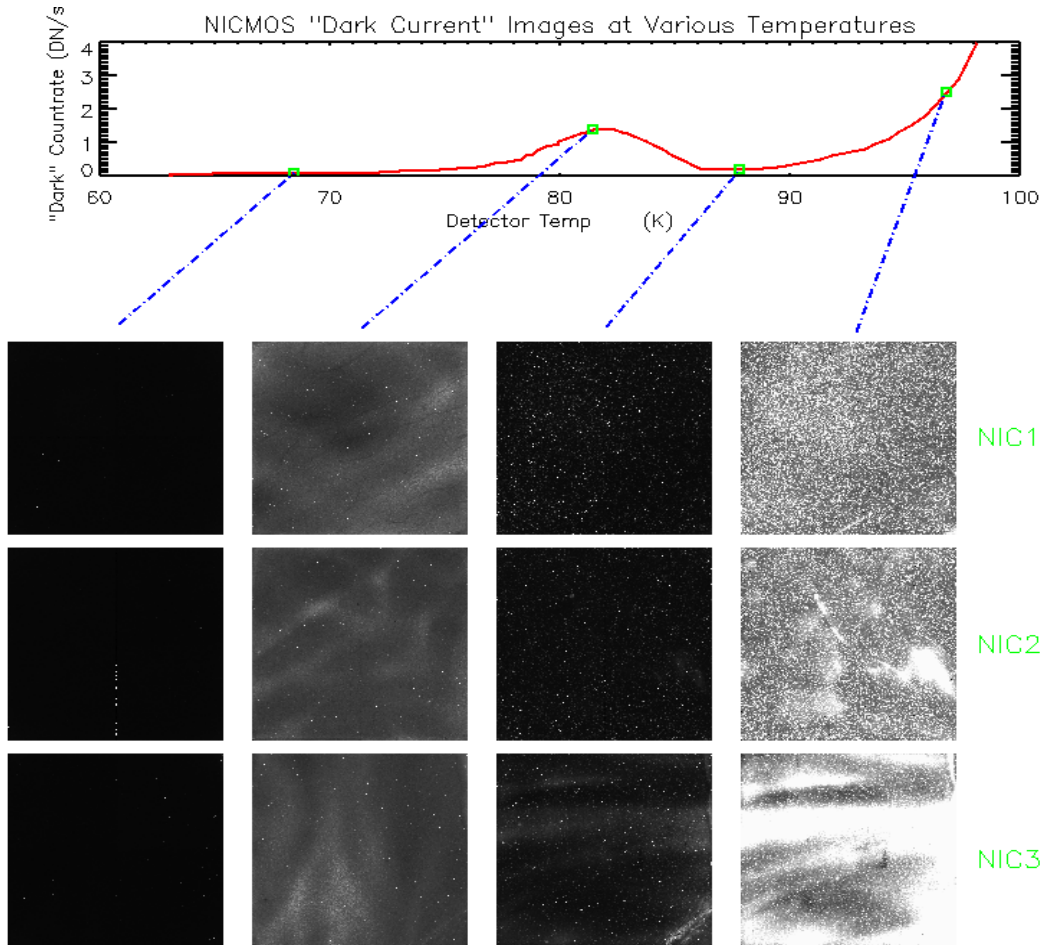 NICMOS "Dark Current" Images at Various Temperatures
"Dark" Countrate (DN/s)
4
3
2
1
0
60 70 80 90 100
Detector Temp (K)
NIC1
NIC2
NIC3